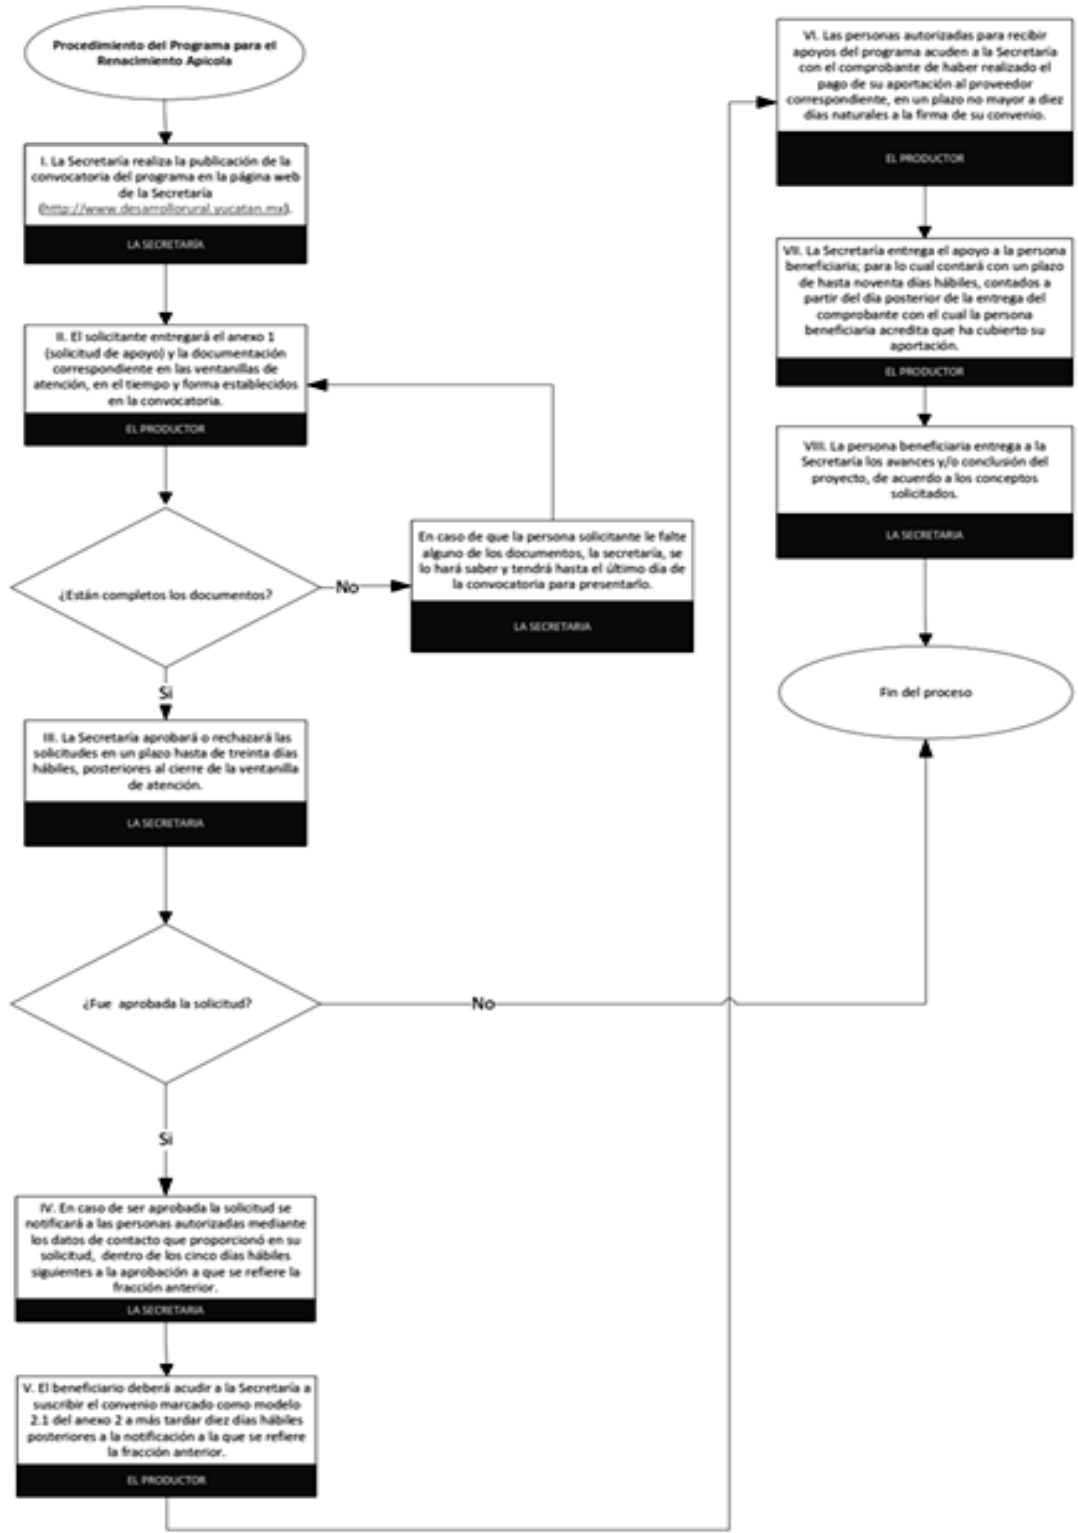 Procedimiento del Programa para el
Renacimiento Apícola
I. La Secretaría realiza la publicación de la
convocatoria del programa en la página web
de la Secretaría
(http://www.desarrollorural.yucatan.mx).
LA SECRETARÍA
II. El solicitante entregará el anexo 1
(solicitud de apoyo) y la documentación
correspondiente en las ventanillas de
atención, en el tiempo y forma establecidos
en la convocatoria.
EL PRODUCTOR
¿Están completos los documentos?
No
En caso de que la persona solicitante le falte
alguno de los documentos, la secretaría, se
lo hará saber y tendrá hasta el último día de
la convocatoria para presentarlo.
LA SECRETARIA
Si
III. La Secretaría aprobará o rechazará las
solicitudes en un plazo hasta de treinta días
hábiles, posteriores al cierre de la ventanilla
de atención.
LA SECRETARIA
¿Fue aprobada la solicitud?
No
Si
IV. En caso de ser aprobada la solicitud se
notificará a las personas autorizadas mediante
los datos de contacto que proporcionó en su
solicitud, dentro de los cinco días hábiles
siguientes a la aprobación a que se refiere la
fracción anterior.
LA SECRETARIA
V. El beneficiario deberá acudir a la Secretaría a
suscribir el convenio marcado como modelo
2.1 del anexo 2 a más tardar diez días hábiles
posteriores a la notificación a la que se refiere
la fracción anterior.
EL PRODUCTOR
VI. Las personas autorizadas para recibir
apoyos del programa acuden a la Secretaría
con el comprobante de haber realizado el
pago de su aportación al proveedor
correspondiente, en un plazo no mayor a diez
días naturales a la firma de su convenio.
EL PRODUCTOR
VII. La Secretaría entrega el apoyo a la persona
beneficiaria; para lo cual contará con un plazo
de hasta noventa días hábiles, contados a
partir del día posterior de la entrega del
comprobante con el cual la persona
beneficiaria acredita que ha cubierto su
aportación.
EL PRODUCTOR
VIII. La persona beneficiaria entrega a la
Secretaría los avances y/o conclusión del
proyecto, de acuerdo a los conceptos
solicitados.
LA SECRETARIA
Fin del proceso